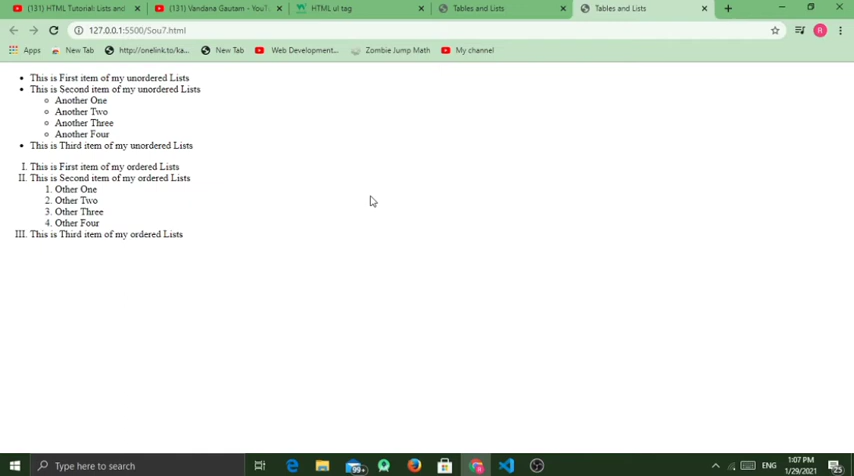 (131) HTML Tutorial: Lists and
(131) Vandana Gautam - YouT
HTML ul tag
Tables and Lists
Tables and Lists
127.0.0.1:5500/Sou7.html
R
Apps
New Tab
http://onelink.to/ka...
New Tab
Web Development...
Zombie Jump Math
My channel
• This is First item of my unordered Lists
• This is Second item of my unordered Lists
◦ Another One
◦ Another Two
◦ Another Three
◦ Another Four
• This is Third item of my unordered Lists
I. This is First item of my ordered Lists
II. This is Second item of my ordered Lists
1. Other One
2. Other Two
3. Other Three
4. Other Four
III. This is Third item of my ordered Lists
Type here to search
99+
ENG
1:07 PM
1/29/2021
25